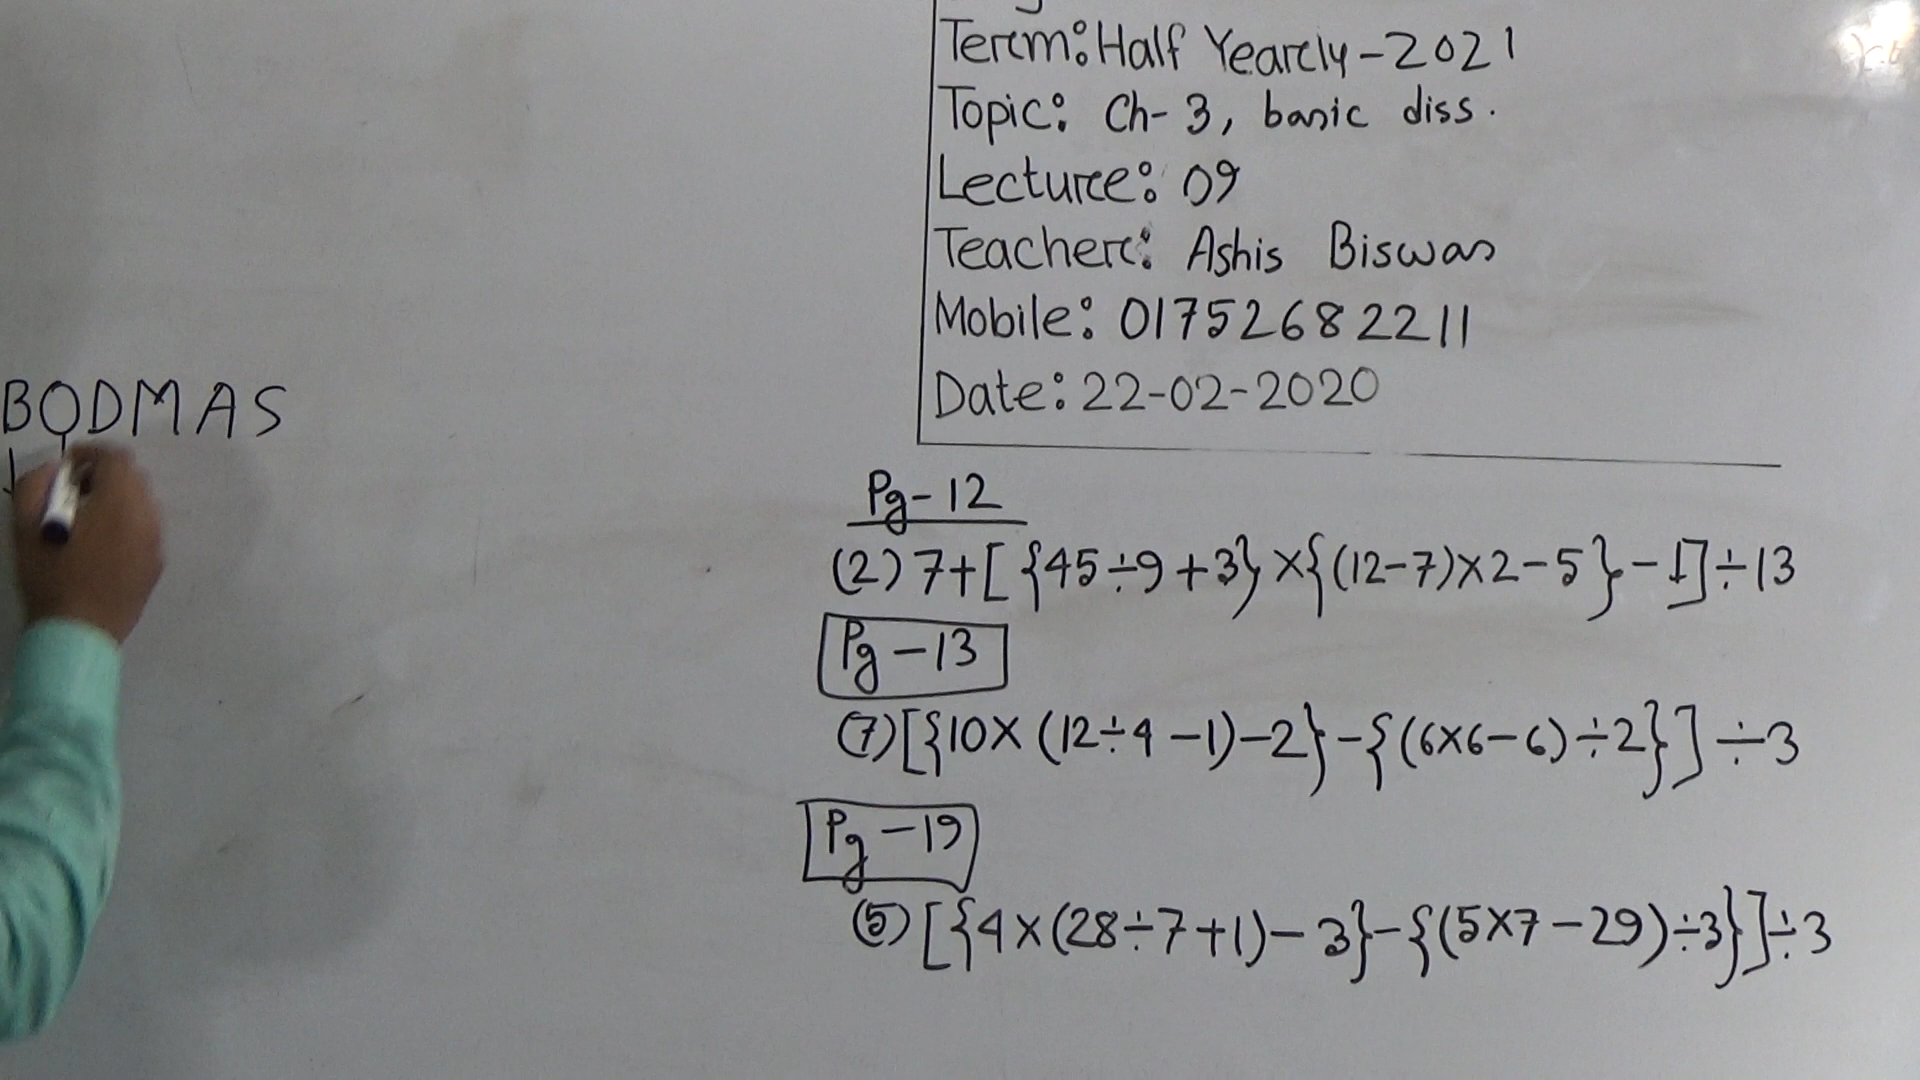 Term: Half Yearly-2021
Topic: Ch-3, basic diss.
Lecture: 09
Teacher: Ashis Biswas
Mobile: 01752682211
Date: 22-02-2020
BODMAS
Pg-12
(2) 7+[{45÷9+3}×{(12-7)×2-5}-1]÷13
Pg-13
(7) [{10×(12÷4-1)-2}-{(6×6-6)÷2}]÷3
Pg-19
(5) [{4×(28÷7+1)-3}-{(5×7-29)÷3}]÷3